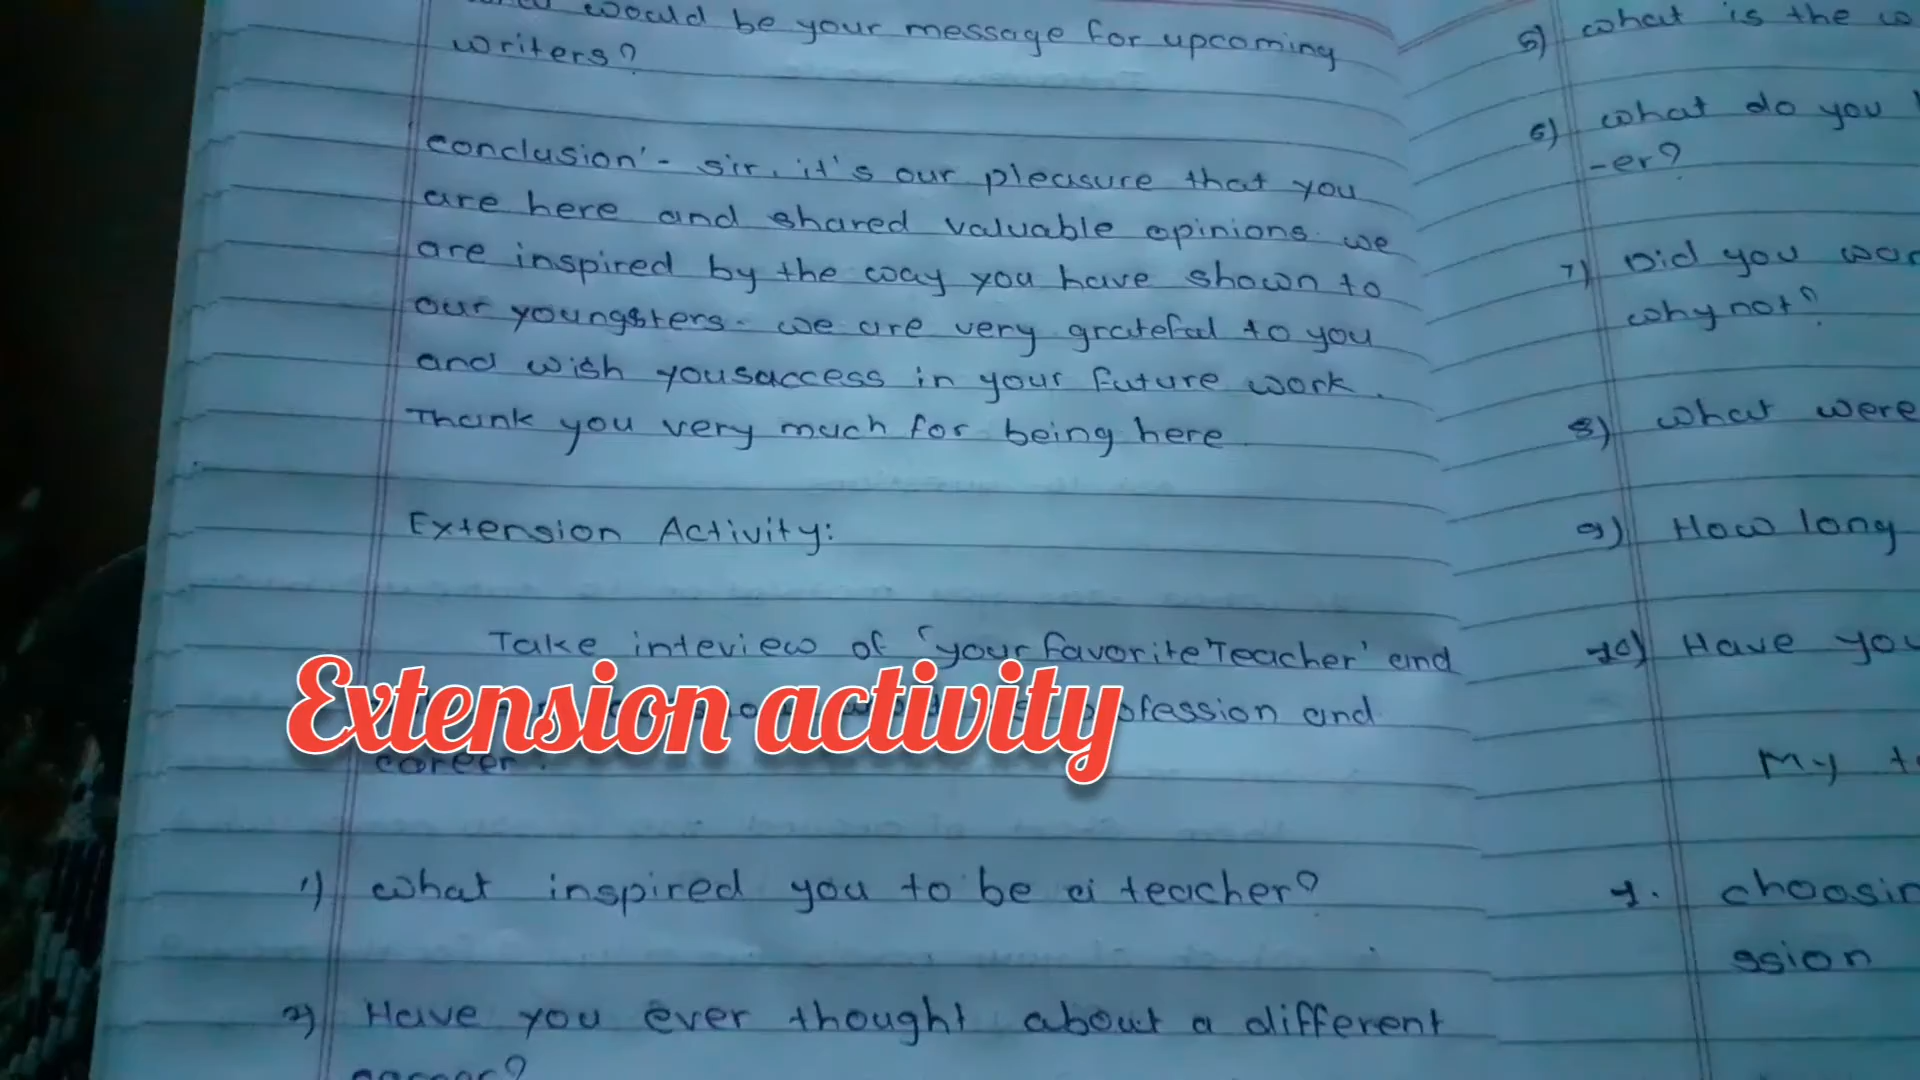 would be your message for upcoming
writers?
conclusion:- sir, it's our pleasure that you
are here and shared valuable opinions. we
are inspired by the way you have shown to
our youngsters. we are very grateful to you
and wish yousuccess in your future work.
Thank you very much for being here
Extension Activity:
Take inteview of 'your favorite Teacher' and
and
career.
Extension activity
1) what inspired you to be a teacher?
2) Have you ever thought about a different
5) what is the
6) what do you
-er?
7) Did you
why not?
8) what were
9) How long
10) Have
My
1.
ssion